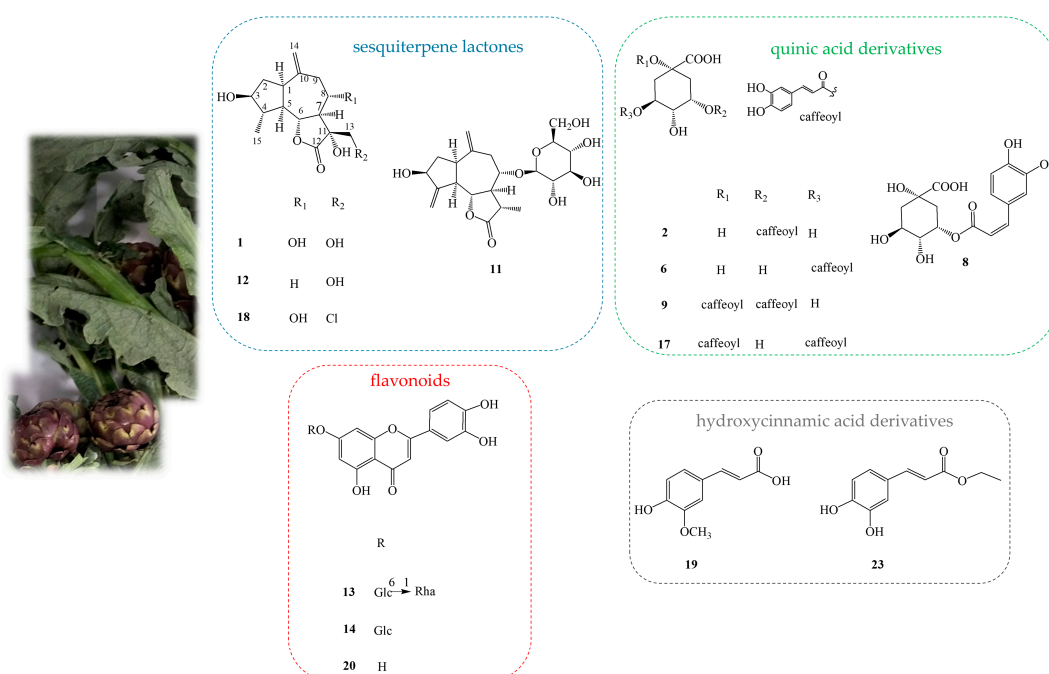 sesquiterpene lactones
14
H
2
1
10
9
HO
3
8
R1
4
5
7
H
6
15
H
O
11
13
12
OH
R2
O
R1 R2
1 OH OH
12 H OH
18 OH Cl
CH2OH
O
OH
H
HO
O
OH
H
H
OH
O
O
11
quinic acid derivatives
R1O COOH
R3O OR2
OH
HO
HO
O
caffeoyl
R1 R2 R3
2 H caffeoyl H
6 H H caffeoyl
9 caffeoyl caffeoyl H
17 caffeoyl H caffeoyl
OH
O
HO COOH
O
HO
O
OH
8
flavonoids
OH
RO
O
OH
OH
O
R
6 1
13 Glc Rha
14 Glc
20 H
hydroxycinnamic acid derivatives
O
OH
HO
OCH3
19
O
O
HO
OH
23